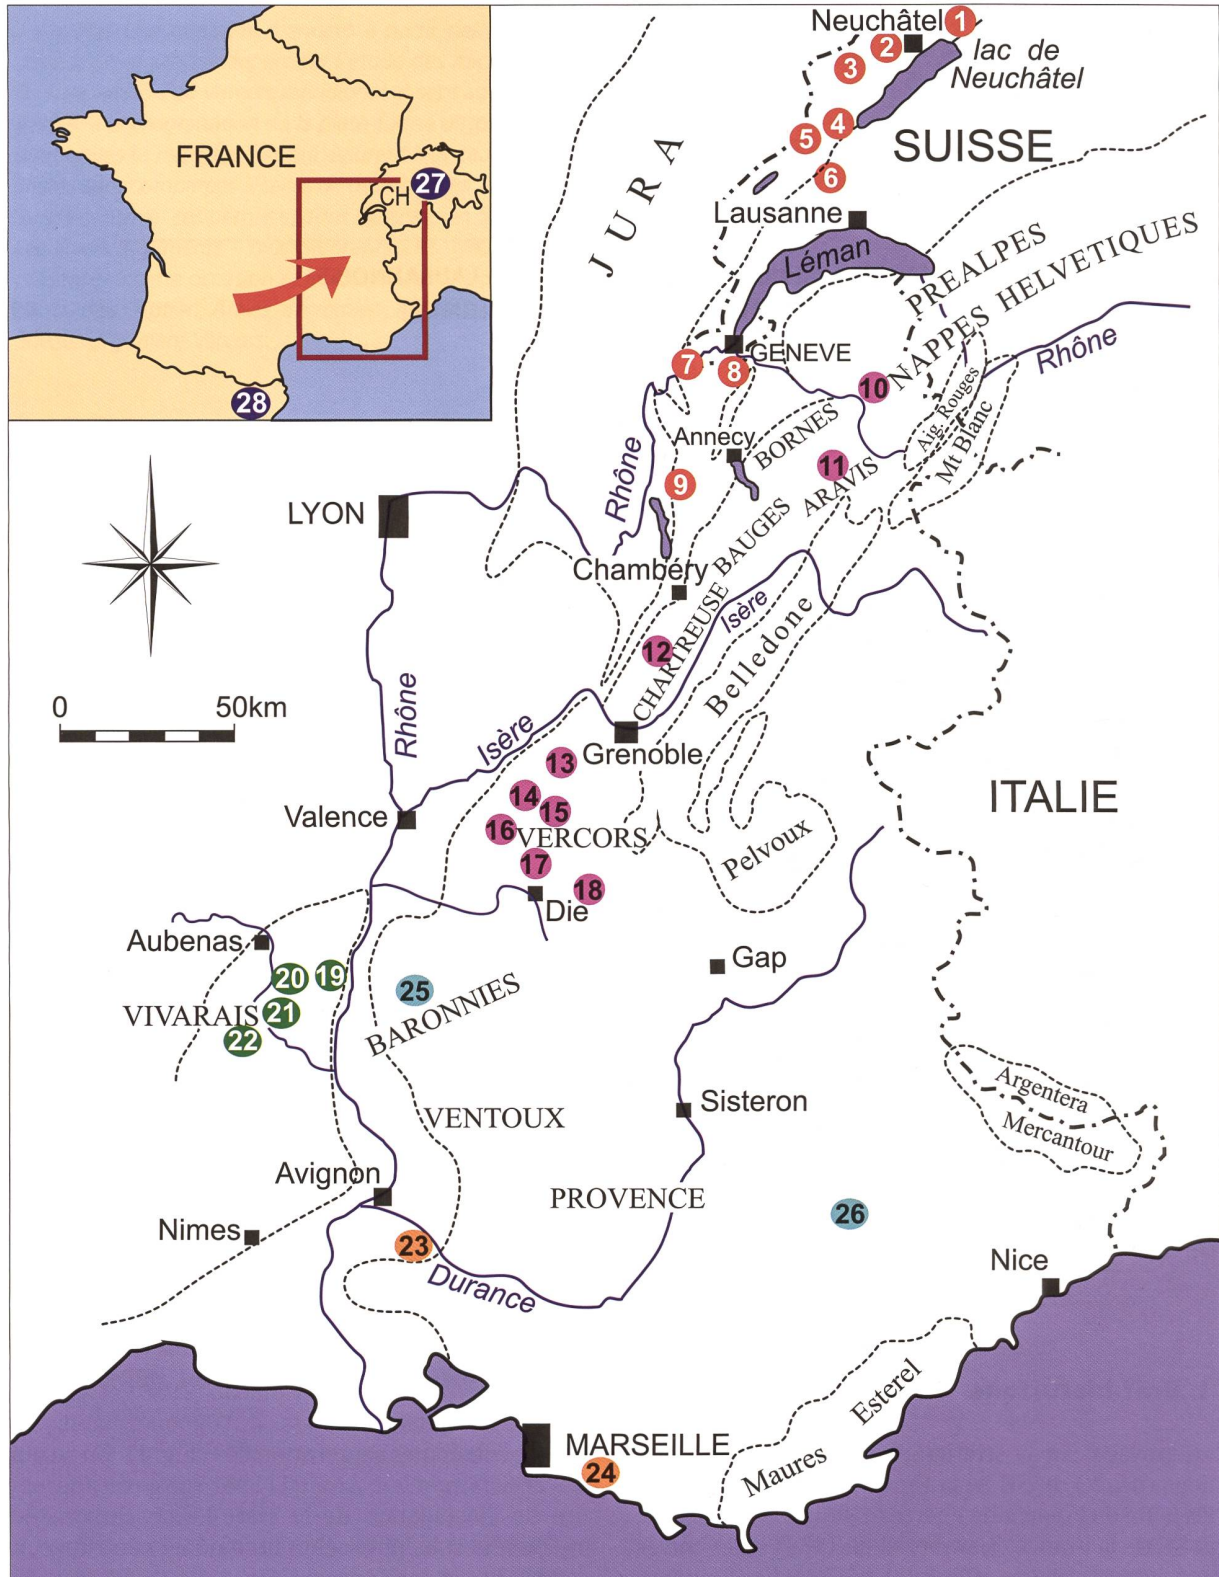 FRANCE
CH
27
28
Neuchâtel
1
2
3
lac de
Neuchâtel
4
5
6
SUISSE
JURA
Lausanne
Léman
PREALPES
NAPPES HELVETIQUES
Rhône
7
8
GENEVE
10
Aig. Rouges
Mt Blanc
Annecy
BORNES
11
ARAVIS
9
Rhône
LYON
BAUGES
Chambéry
CHARTREUSE
Isère
12
Belledone
0
50km
Rhône
Isère
Grenoble
13
14
15
16
VERCORS
Valence
Pelvoux
ITALIE
17
18
Die
Aubenas
Gap
20
19
25
BARONNIES
VIVARAIS
21
22
VENTOUX
Sisteron
Argentera
Mercantour
Avignon
PROVENCE
26
Nimes
23
Durance
Nice
Esterel
Maures
MARSEILLE
24